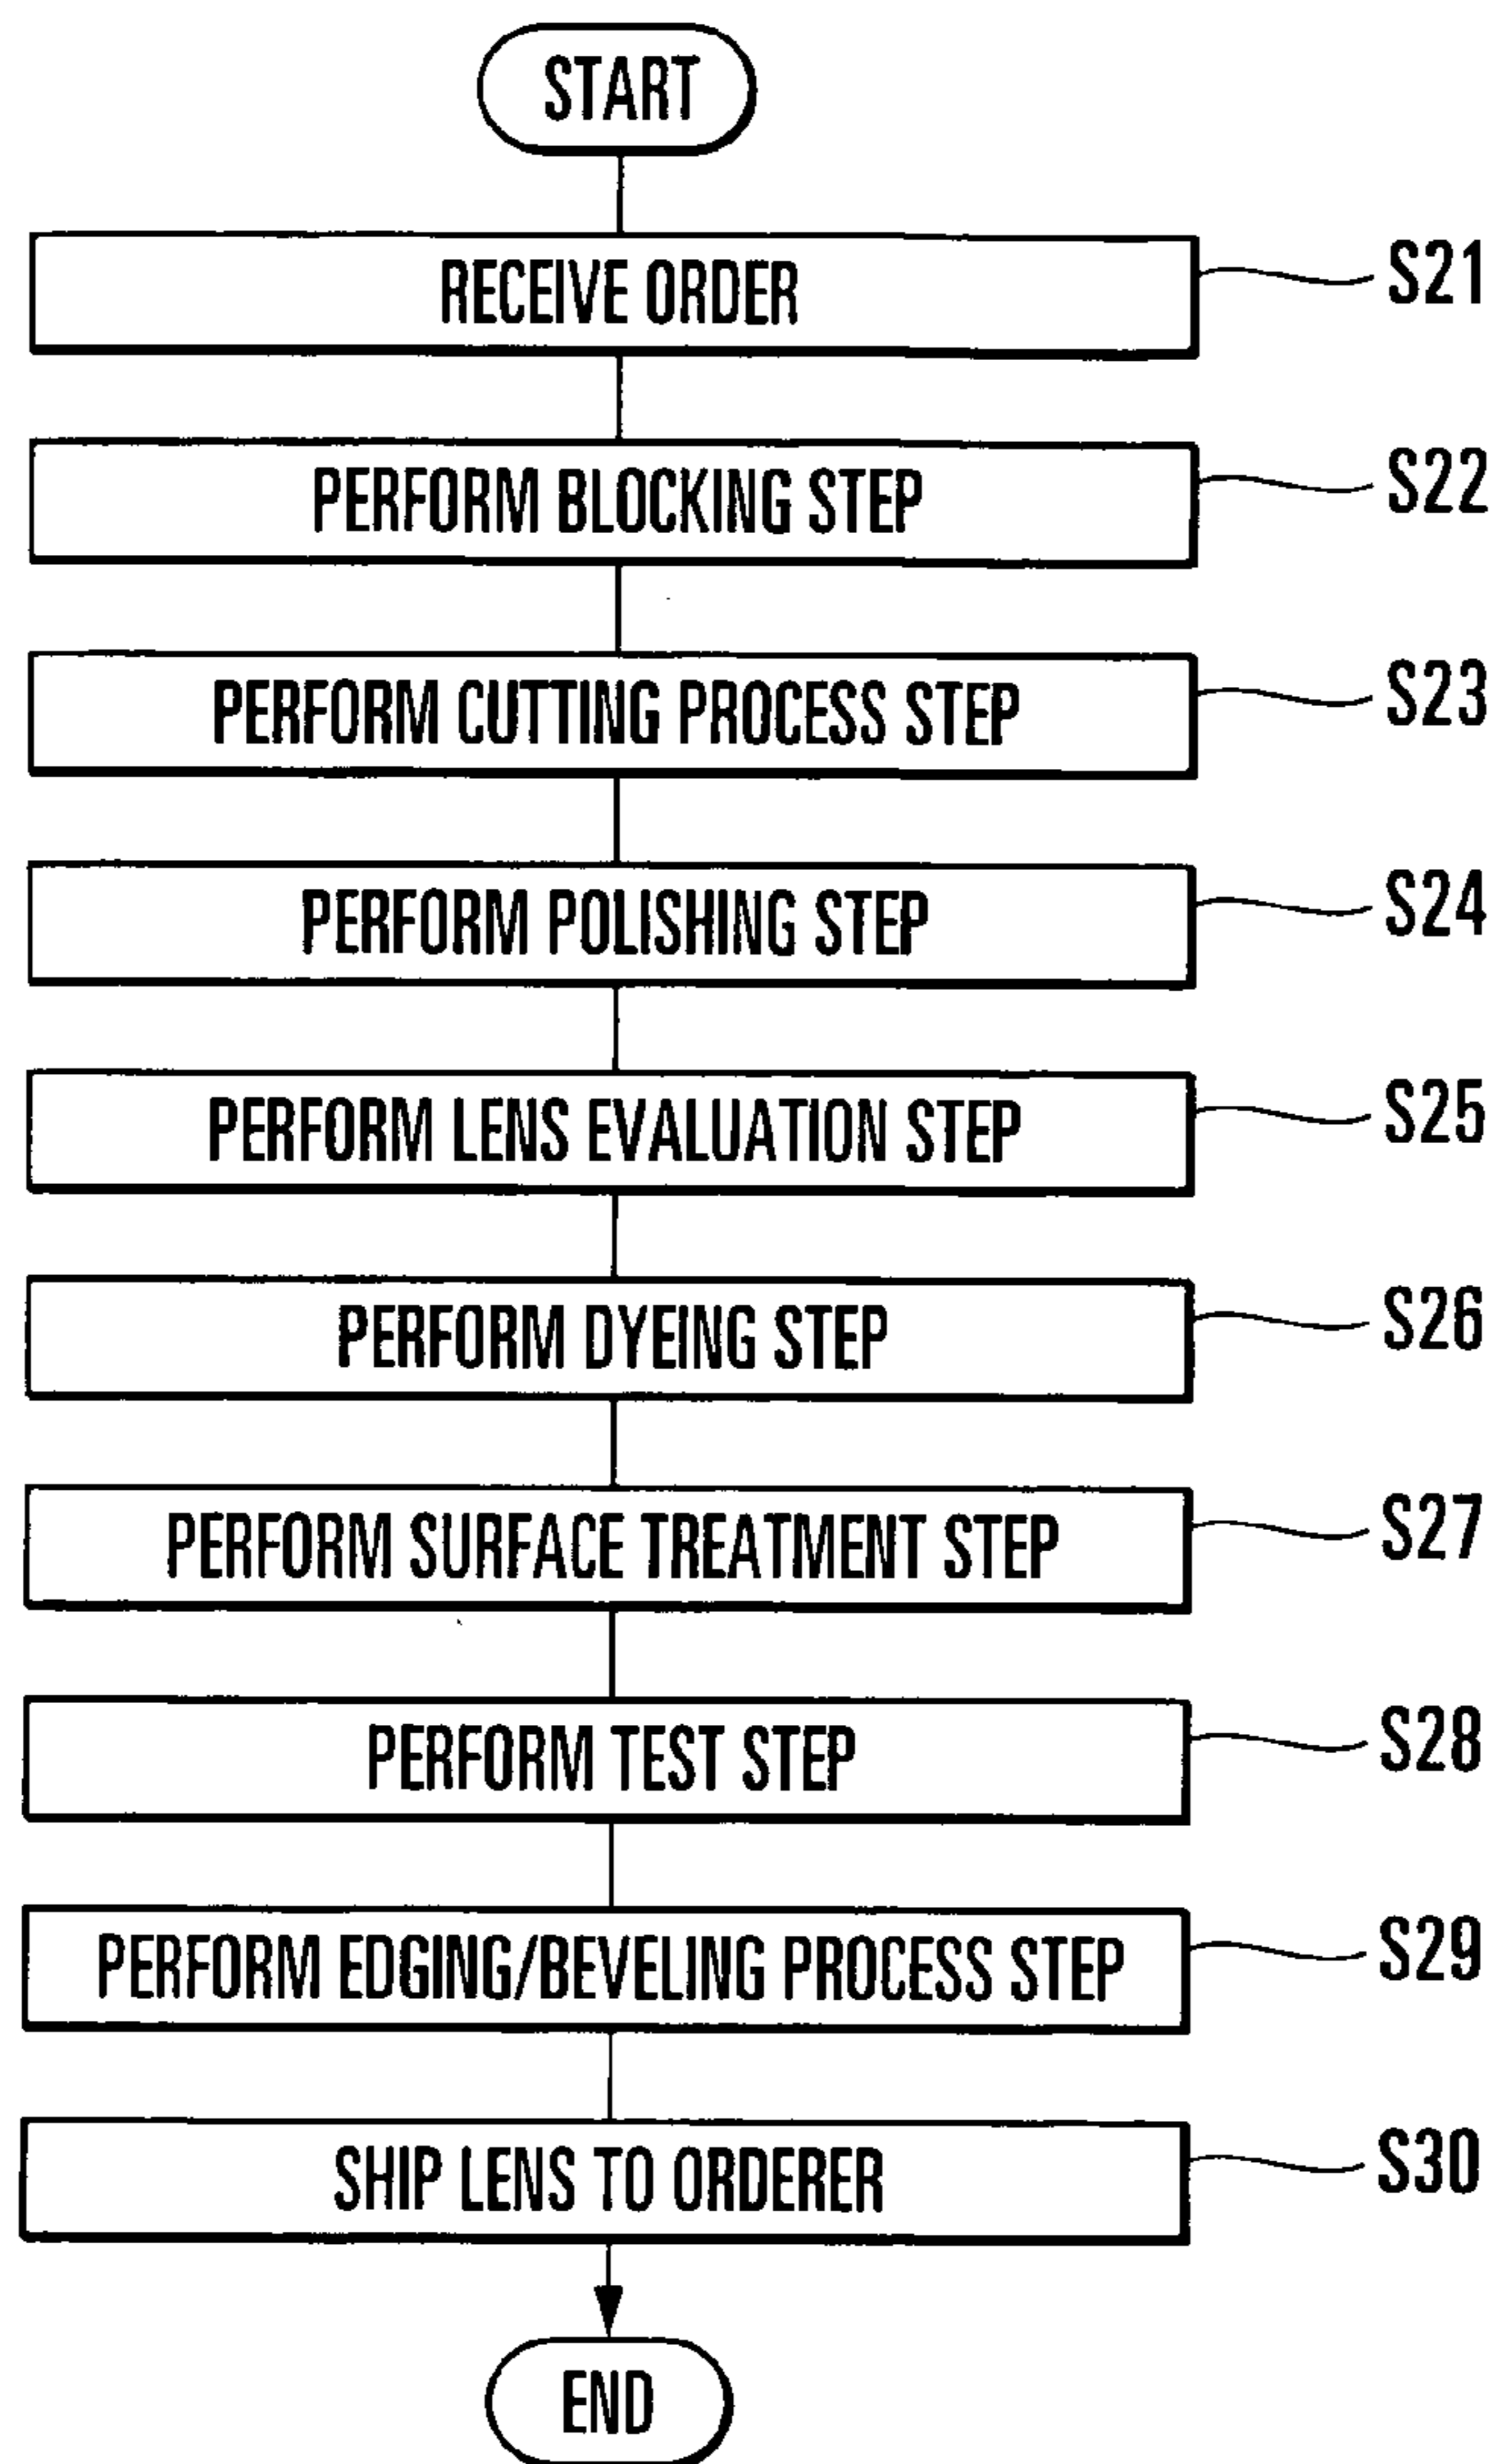 START
RECEIVE ORDER S21
PERFORM BLOCKING STEP S22
PERFORM CUTTING PROCESS STEP S23
PERFORM POLISHING STEP S24
PERFORM LENS EVALUATION STEP S25
PERFORM DYEING STEP S26
PERFORM SURFACE TREATMENT STEP S27
PERFORM TEST STEP S28
PERFORM EDGING/BEVELING PROCESS STEP S29
SHIP LENS TO ORDERER S30
END